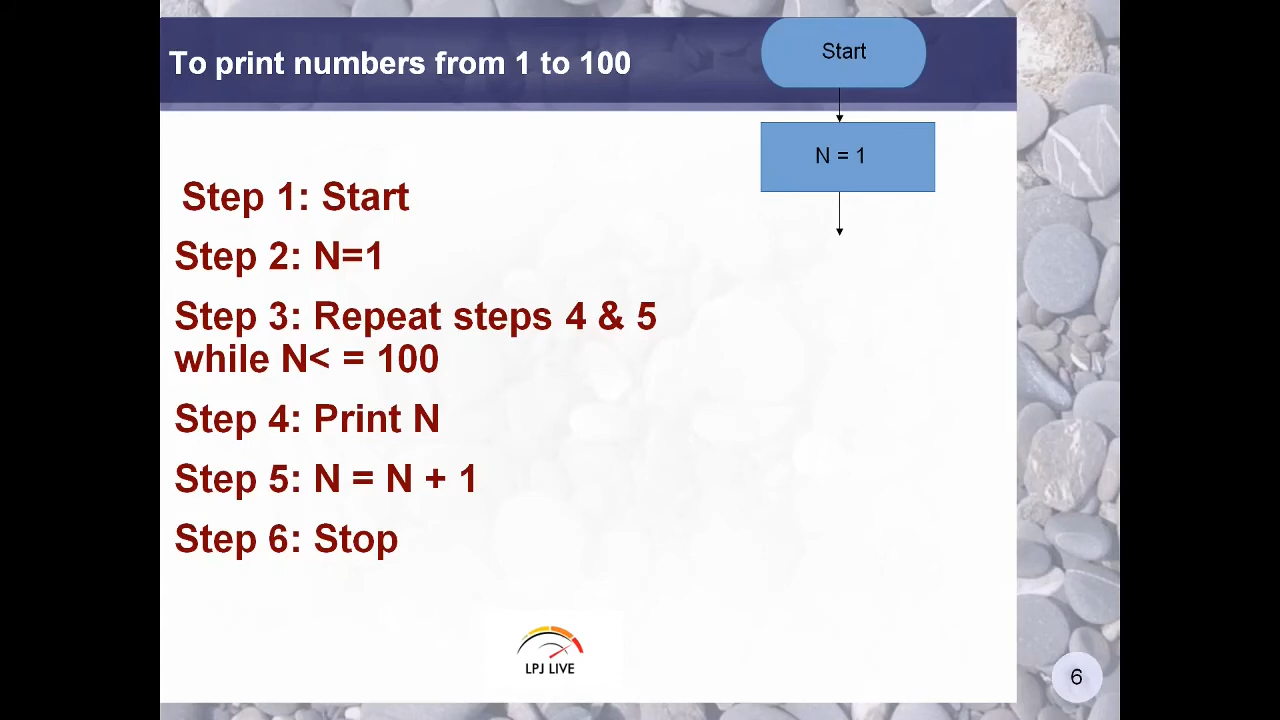 To print numbers from 1 to 100
Start
N = 1
Step 1: Start
Step 2: N=1
Step 3: Repeat steps 4 & 5
while N< = 100
Step 4: Print N
Step 5: N = N + 1
Step 6: Stop
LPJ LIVE
6